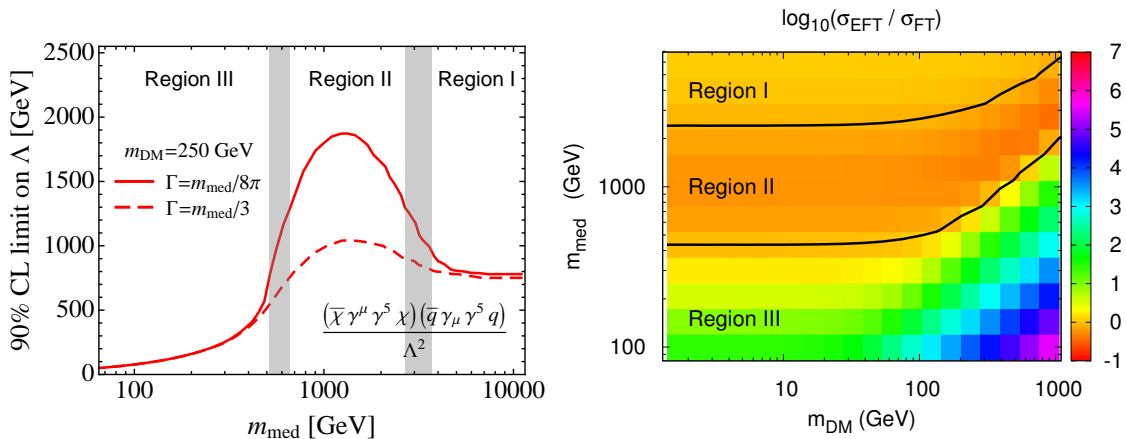 2500
2000
1500
1000
500
0
90% CL limit on Λ [GeV]
Region III
Region II
Region I
m_DM=250 GeV
Γ=m_med/8π
Γ=m_med/3
(χ̄ γ^μ γ^5 χ)(q̄ γ_μ γ^5 q)
Λ^2
100
1000
10000
m_med [GeV]
log10(σ_EFT / σ_FT)
Region I
Region II
Region III
m_med (GeV)
1000
100
10
100
1000
m_DM (GeV)
7
6
5
4
3
2
1
0
-1